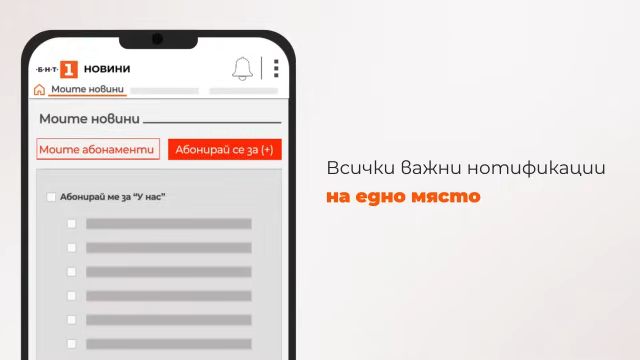 ·Б·Н·Т· 1 НОВИНИ
Моите новини
Моите новини
Моите абонаменти Абонирай се за (+)
Абонирай ме за "У нас"
Всички важни нотификации
на едно място